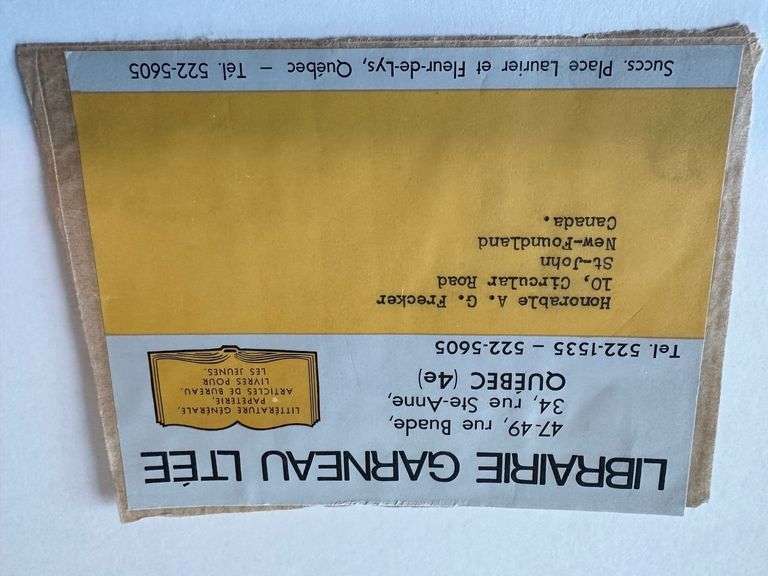 LIBRAIRIE GARNEAU LTÉE
47-49, rue Buade,
34, rue Ste-Anne,
QUÉBEC (4e)
Tel. 522-1535 — 522-5605
LITTÉRATURE GÉNÉRALE,
PAPETERIE,
ARTICLES DE BUREAU.
LIVRES POUR
LES JEUNES.
Honorable A. G. Frecker
10, Circular Road
St-John
New-Foundland
Canada.
Succs. Place Laurier et Fleur-de-Lys, Québec — Tél. 522-5605